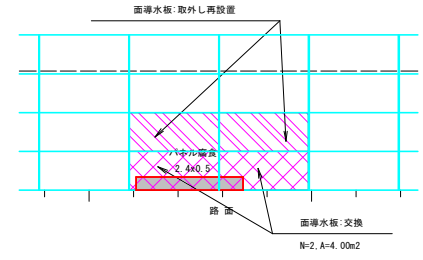 面導水板:取外し再設置
パネル腐食
2.4x0.5
路 面
面導水板:交換
N=2,A=4.00m2